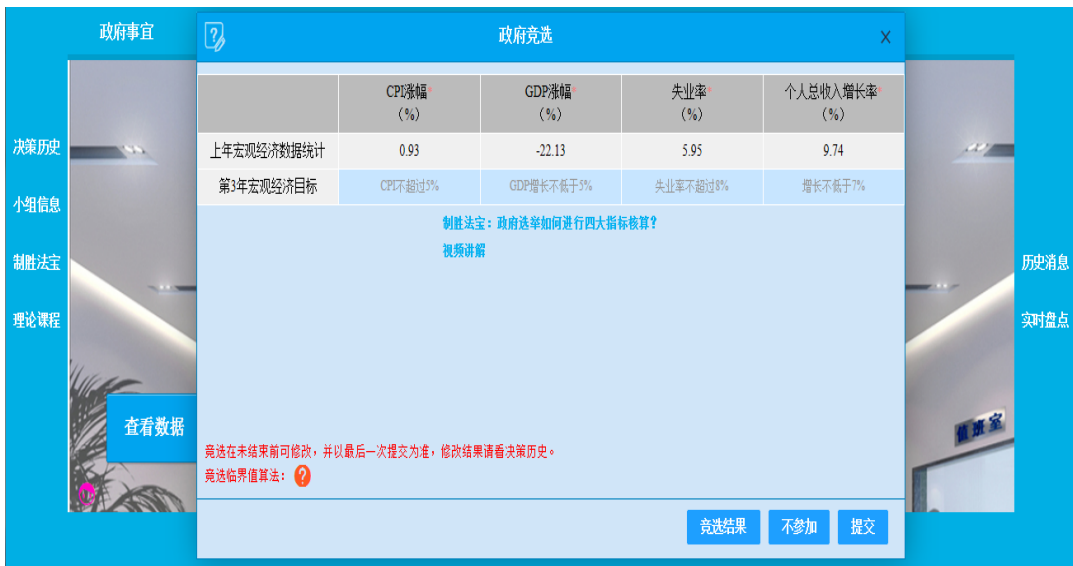 政府事宜
政府竞选
X
决策历史
小组信息
制胜法宝
理论课程
CPI涨幅*
（%）
GDP涨幅*
（%）
失业率*
（%）
个人总收入增长率*
（%）
上年宏观经济数据统计 0.93 -22.13 5.95 9.74
第3年宏观经济目标 CPI不超过5% GDP增长不低于5% 失业率不超过8% 增长不低于7%
制胜法宝：政府选举如何进行四大指标核算？
视频讲解
历史消息
实时盘点
查看数据
值班室
竞选在未结束前可修改，并以最后一次提交为准，修改结果请看决策历史。
竞选临界值算法： ?
竞选结果 不参加 提交